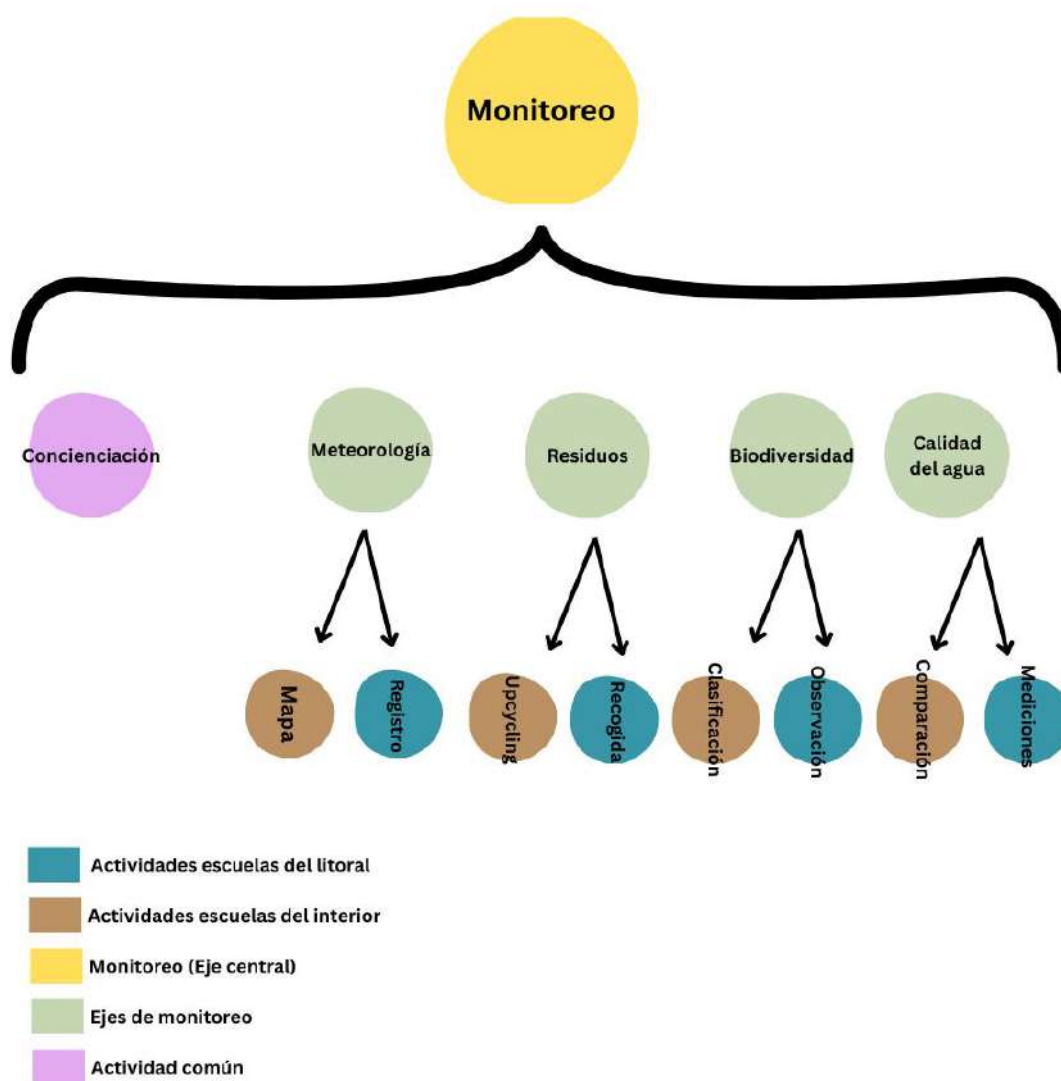 Monitoreo
Concienciación
Meteorología
Residuos
Biodiversidad
Calidad
del agua
Mapa
Registro
Upcycling
Recogida
Clasificación
Observación
Comparación
Mediciones
Actividades escuelas del litoral
Actividades escuelas del interior
Monitoreo (Eje central)
Ejes de monitoreo
Actividad común